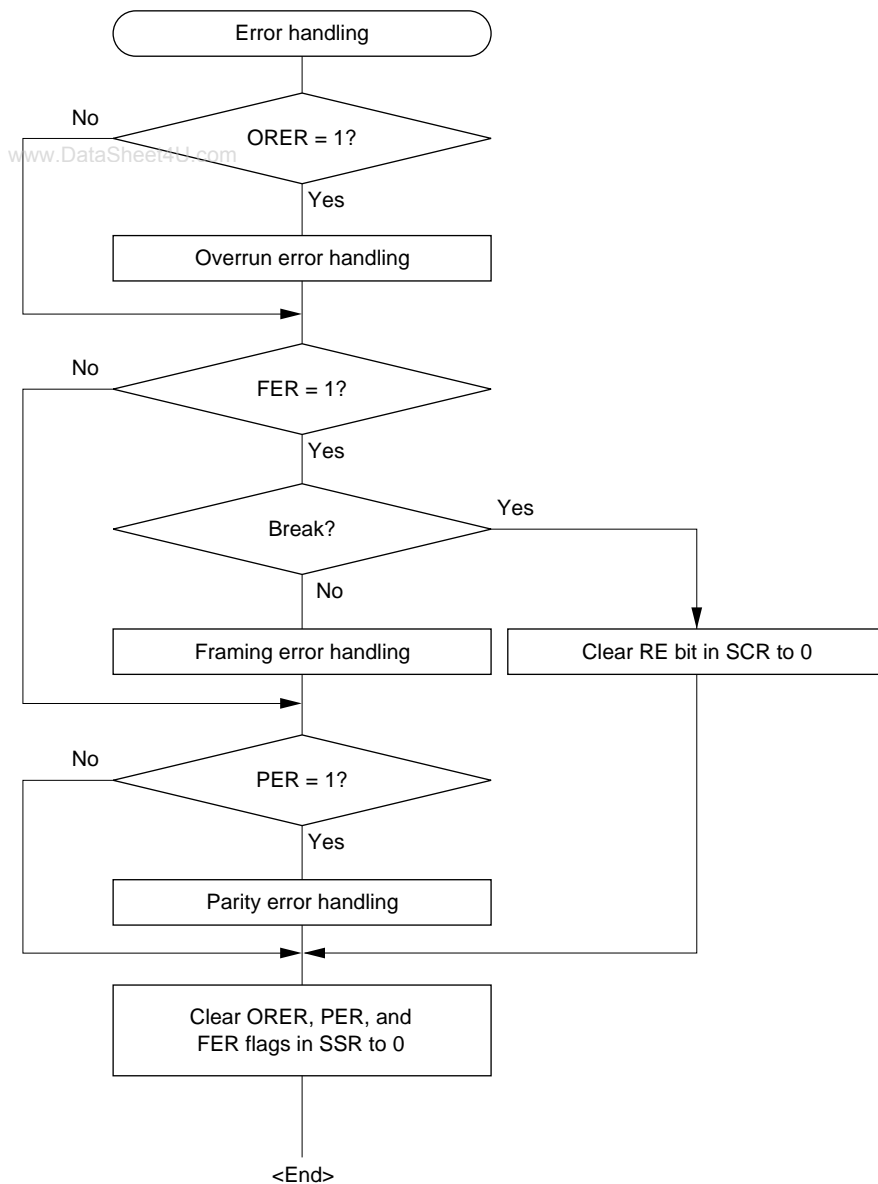 Error handling
No
ORER = 1?
www.DataSheet4U.com
Yes
Overrun error handling
No
FER = 1?
Yes
Break?
Yes
No
Framing error handling
Clear RE bit in SCR to 0
No
PER = 1?
Yes
Parity error handling
Clear ORER, PER, and
FER flags in SSR to 0
<End>